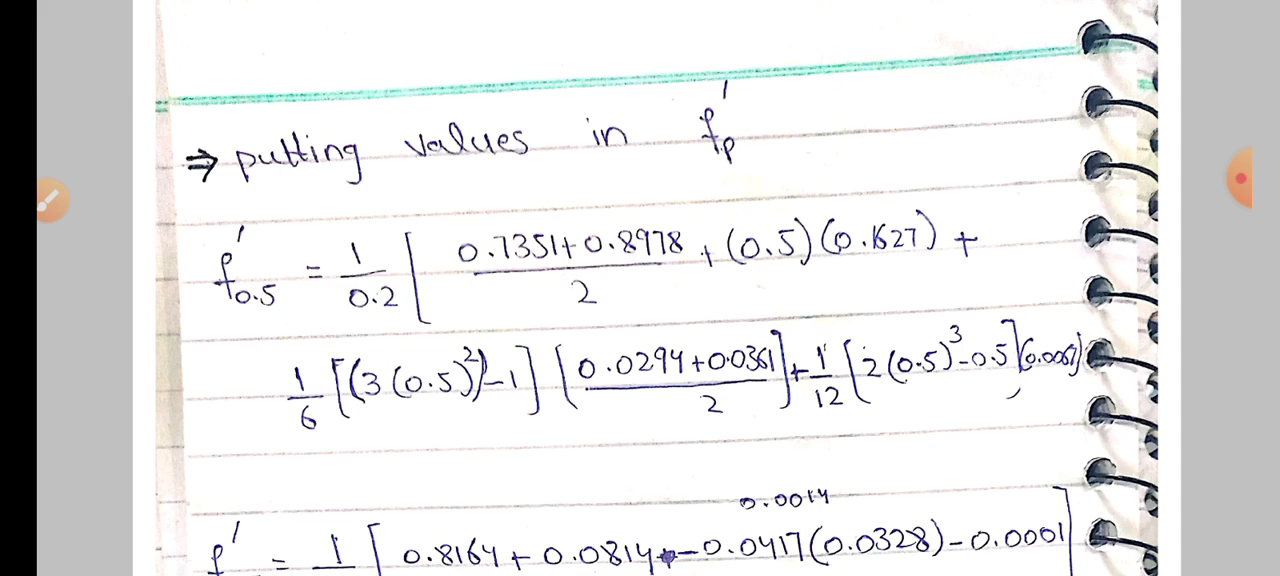 ⇒ putting values in f'p
f'0.5 = 1/0.2 [ (0.7351+0.8978)/2 + (0.5)(0.1627) +
1/6 [(3(0.5)²)-1] [(0.0294+0.0361)/2] + 1/12 [2(0.5)³-0.5](0.0067)
0.0014
f' = 1 [ 0.8164 + 0.0814 - 0.0417(0.0328) - 0.0001 ]